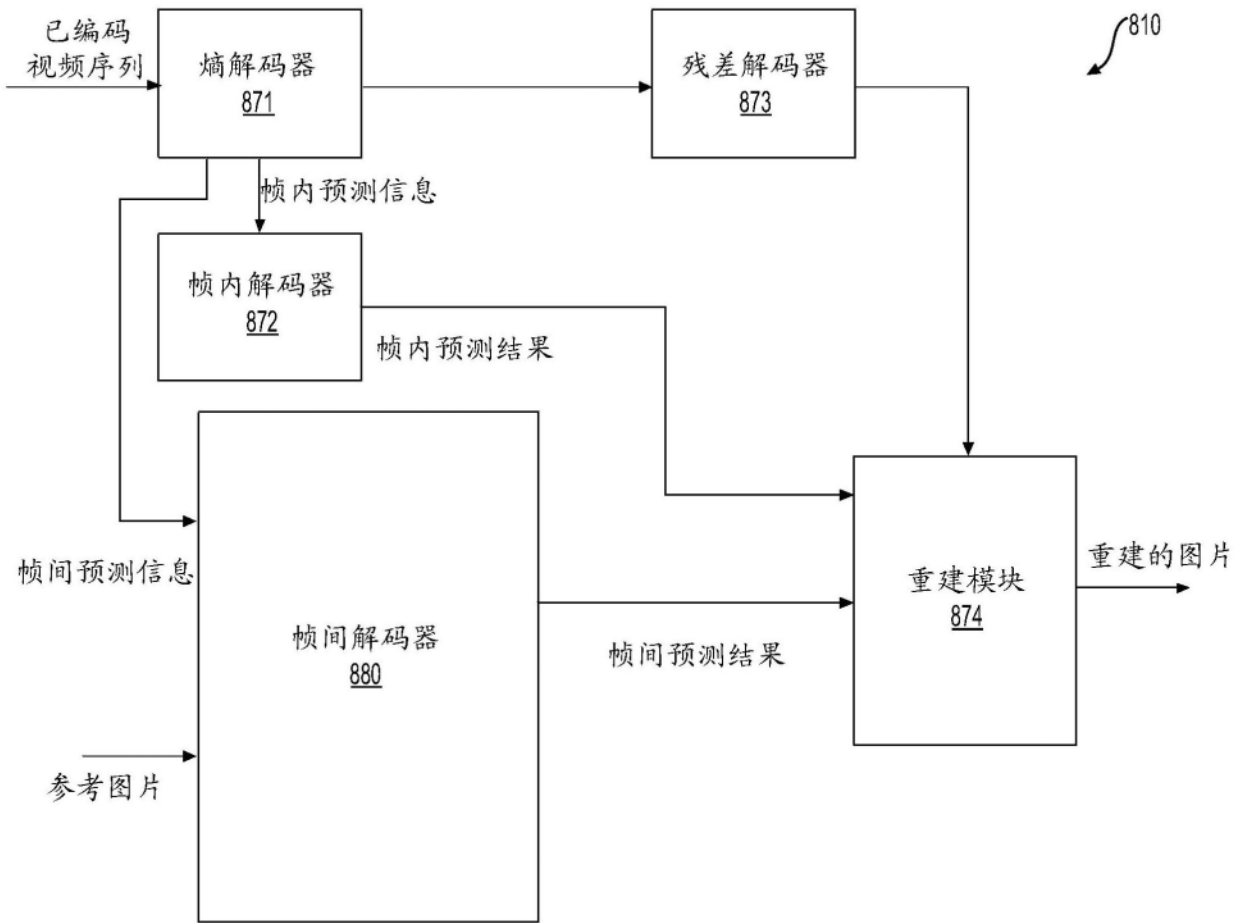 已编码
视频序列
熵解码器
871
残差解码器
873
810
帧内预测信息
帧内解码器
872
帧内预测结果
帧间预测信息
帧间解码器
880
帧间预测结果
重建模块
874
重建的图片
参考图片